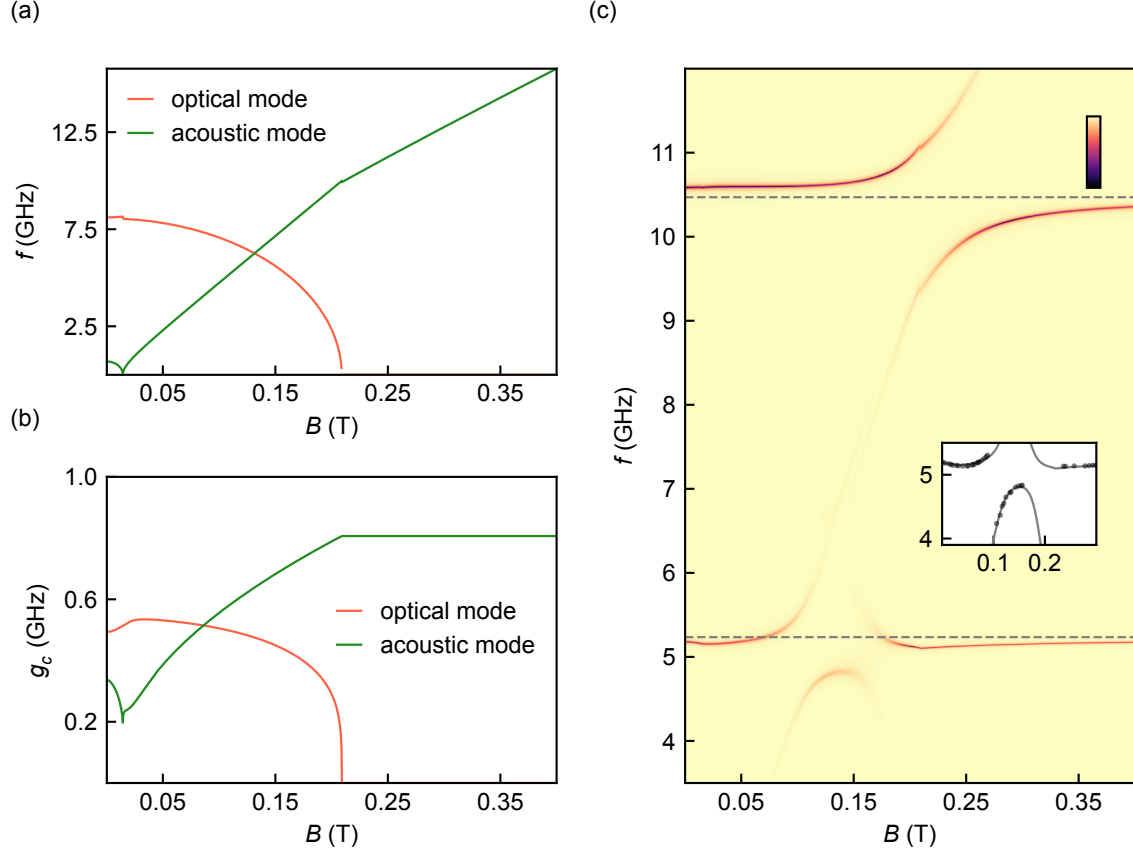 (a)
optical mode
acoustic mode
12.5
7.5
2.5
f (GHz)
0.05
0.15
0.25
0.35
B (T)
(b)
1.0
0.6
0.2
g_c (GHz)
optical mode
acoustic mode
0.05
0.15
0.25
0.35
B (T)
(c)
11
10
9
8
7
6
5
4
f (GHz)
5
4
0.1
0.2
0.05
0.15
0.25
0.35
B (T)